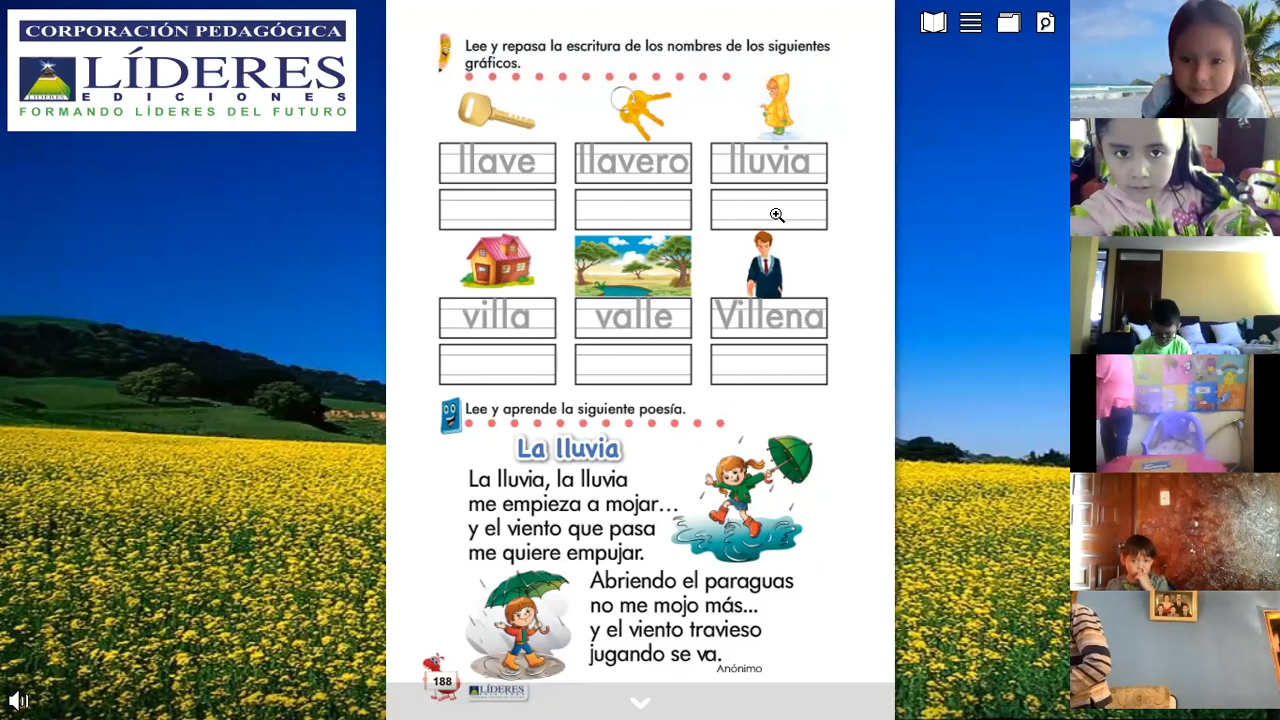 CORPORACIÓN PEDAGÓGICA
LÍDERES
EDICIONES
FORMANDO LÍDERES DEL FUTURO
Lee y repasa la escritura de los nombres de los siguientes
gráficos.
llave llavero lluvia
villa valle Villena
Lee y aprende la siguiente poesía.
La lluvia
La lluvia, la lluvia
me empieza a mojar...
y el viento que pasa
me quiere empujar.
Abriendo el paraguas
no me mojo más...
y el viento travieso
jugando se va.
Anónimo
188
LÍDERES